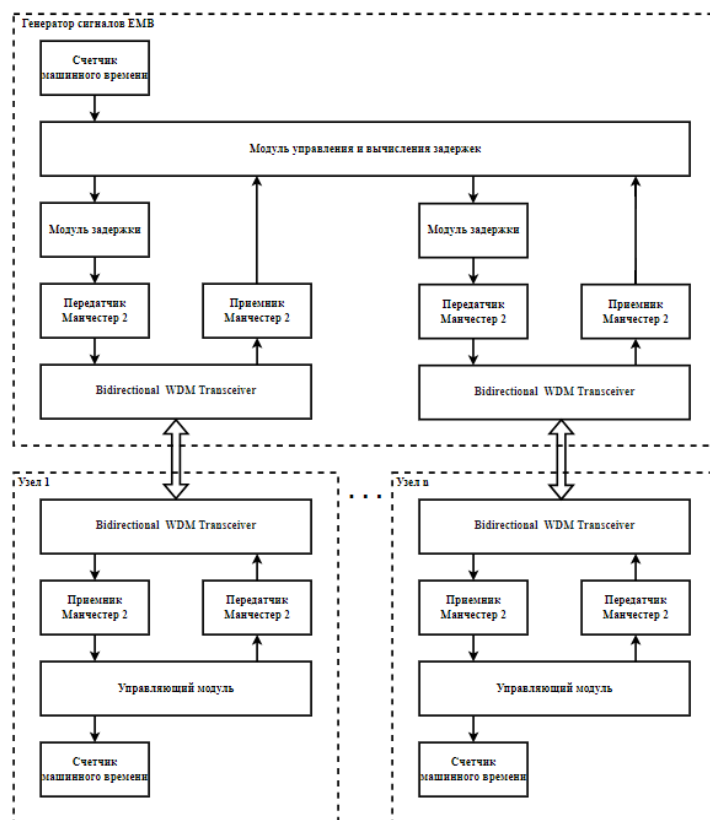 Генератор сигналов ЕМВ
Счетчик
машинного времени
Модуль управления и вычисления задержек
Модуль задержки
Модуль задержки
Передатчик
Манчестер 2
Приемник
Манчестер 2
Передатчик
Манчестер 2
Приемник
Манчестер 2
Bidirectional WDM Transceiver
Bidirectional WDM Transceiver
Узел 1
. . .
Узел n
Bidirectional WDM Transceiver
Bidirectional WDM Transceiver
Приемник
Манчестер 2
Передатчик
Манчестер 2
Приемник
Манчестер 2
Передатчик
Манчестер 2
Управляющий модуль
Управляющий модуль
Счетчик
машинного времени
Счетчик
машинного времени